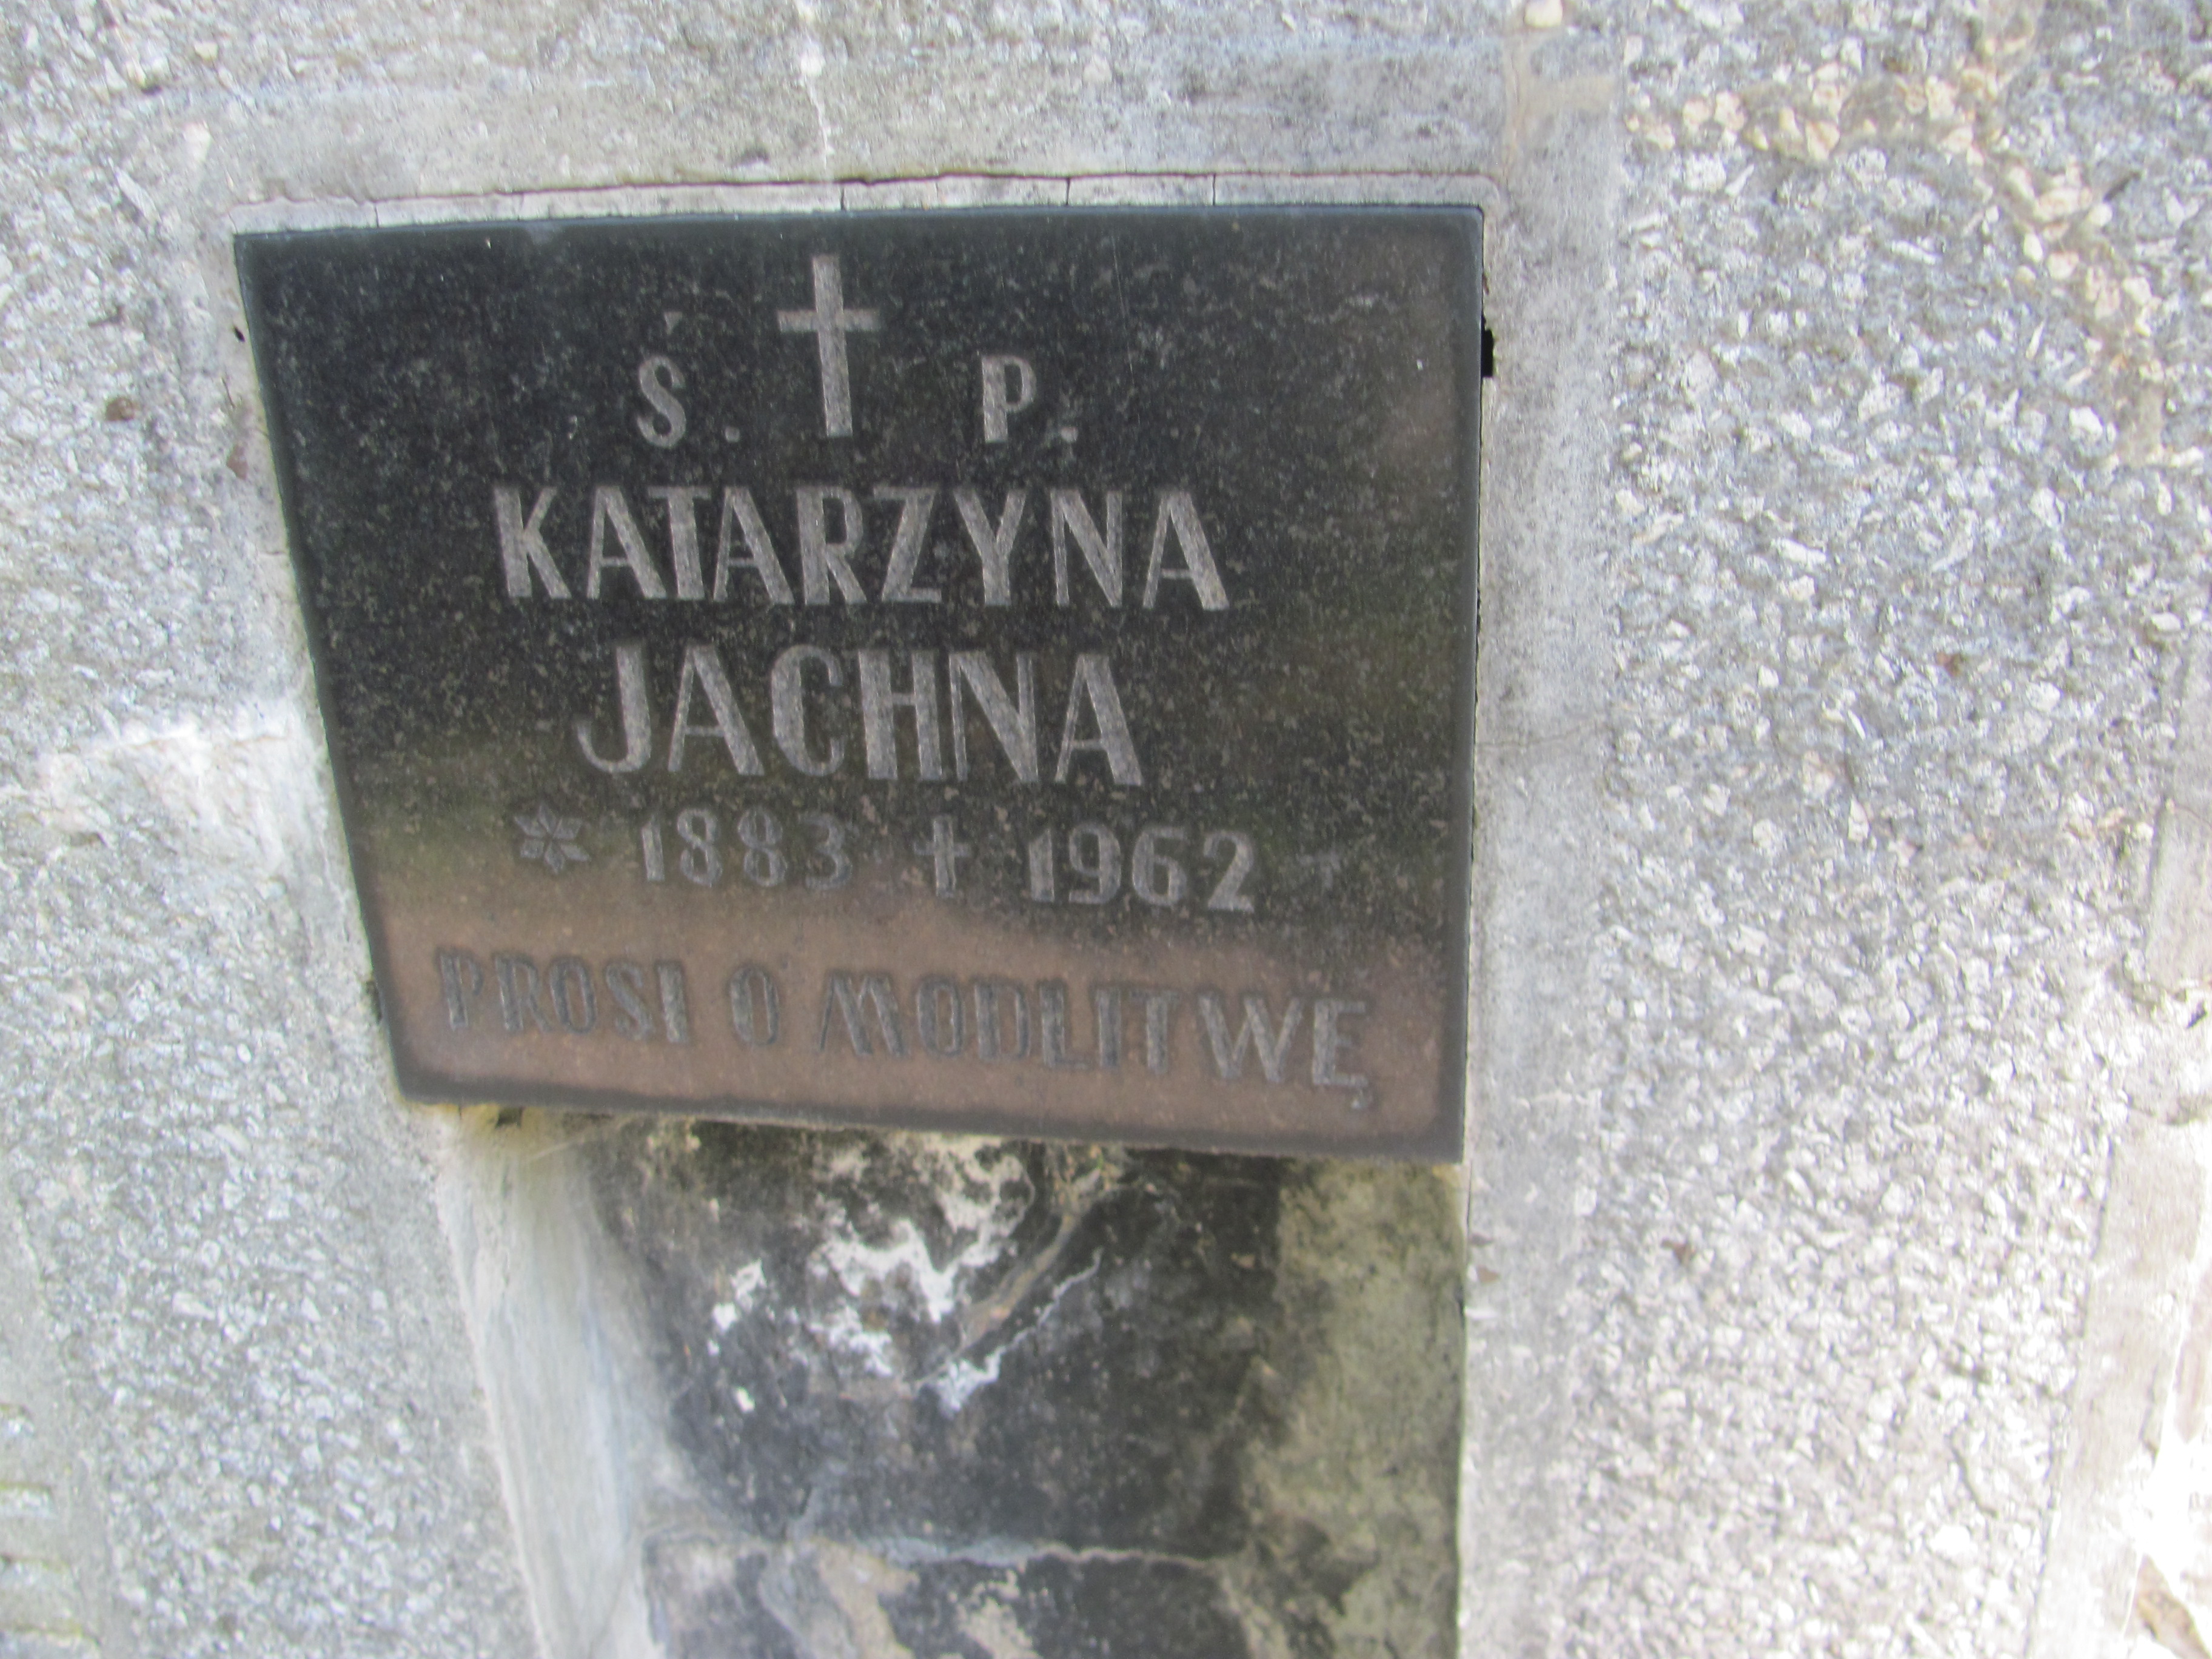 Ś. P.
KATARZYNA
JACHNA
* 1883 ✝ 1962
PROSI O MODLITWĘ